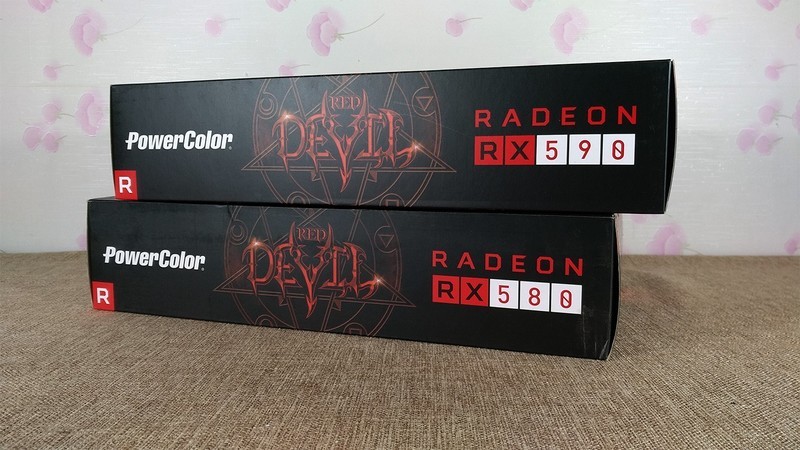 PowerColor
R
RED
DEVIL
RADEON
RX 590
PowerColor
R
RED
DEVIL
RADEON
RX 580